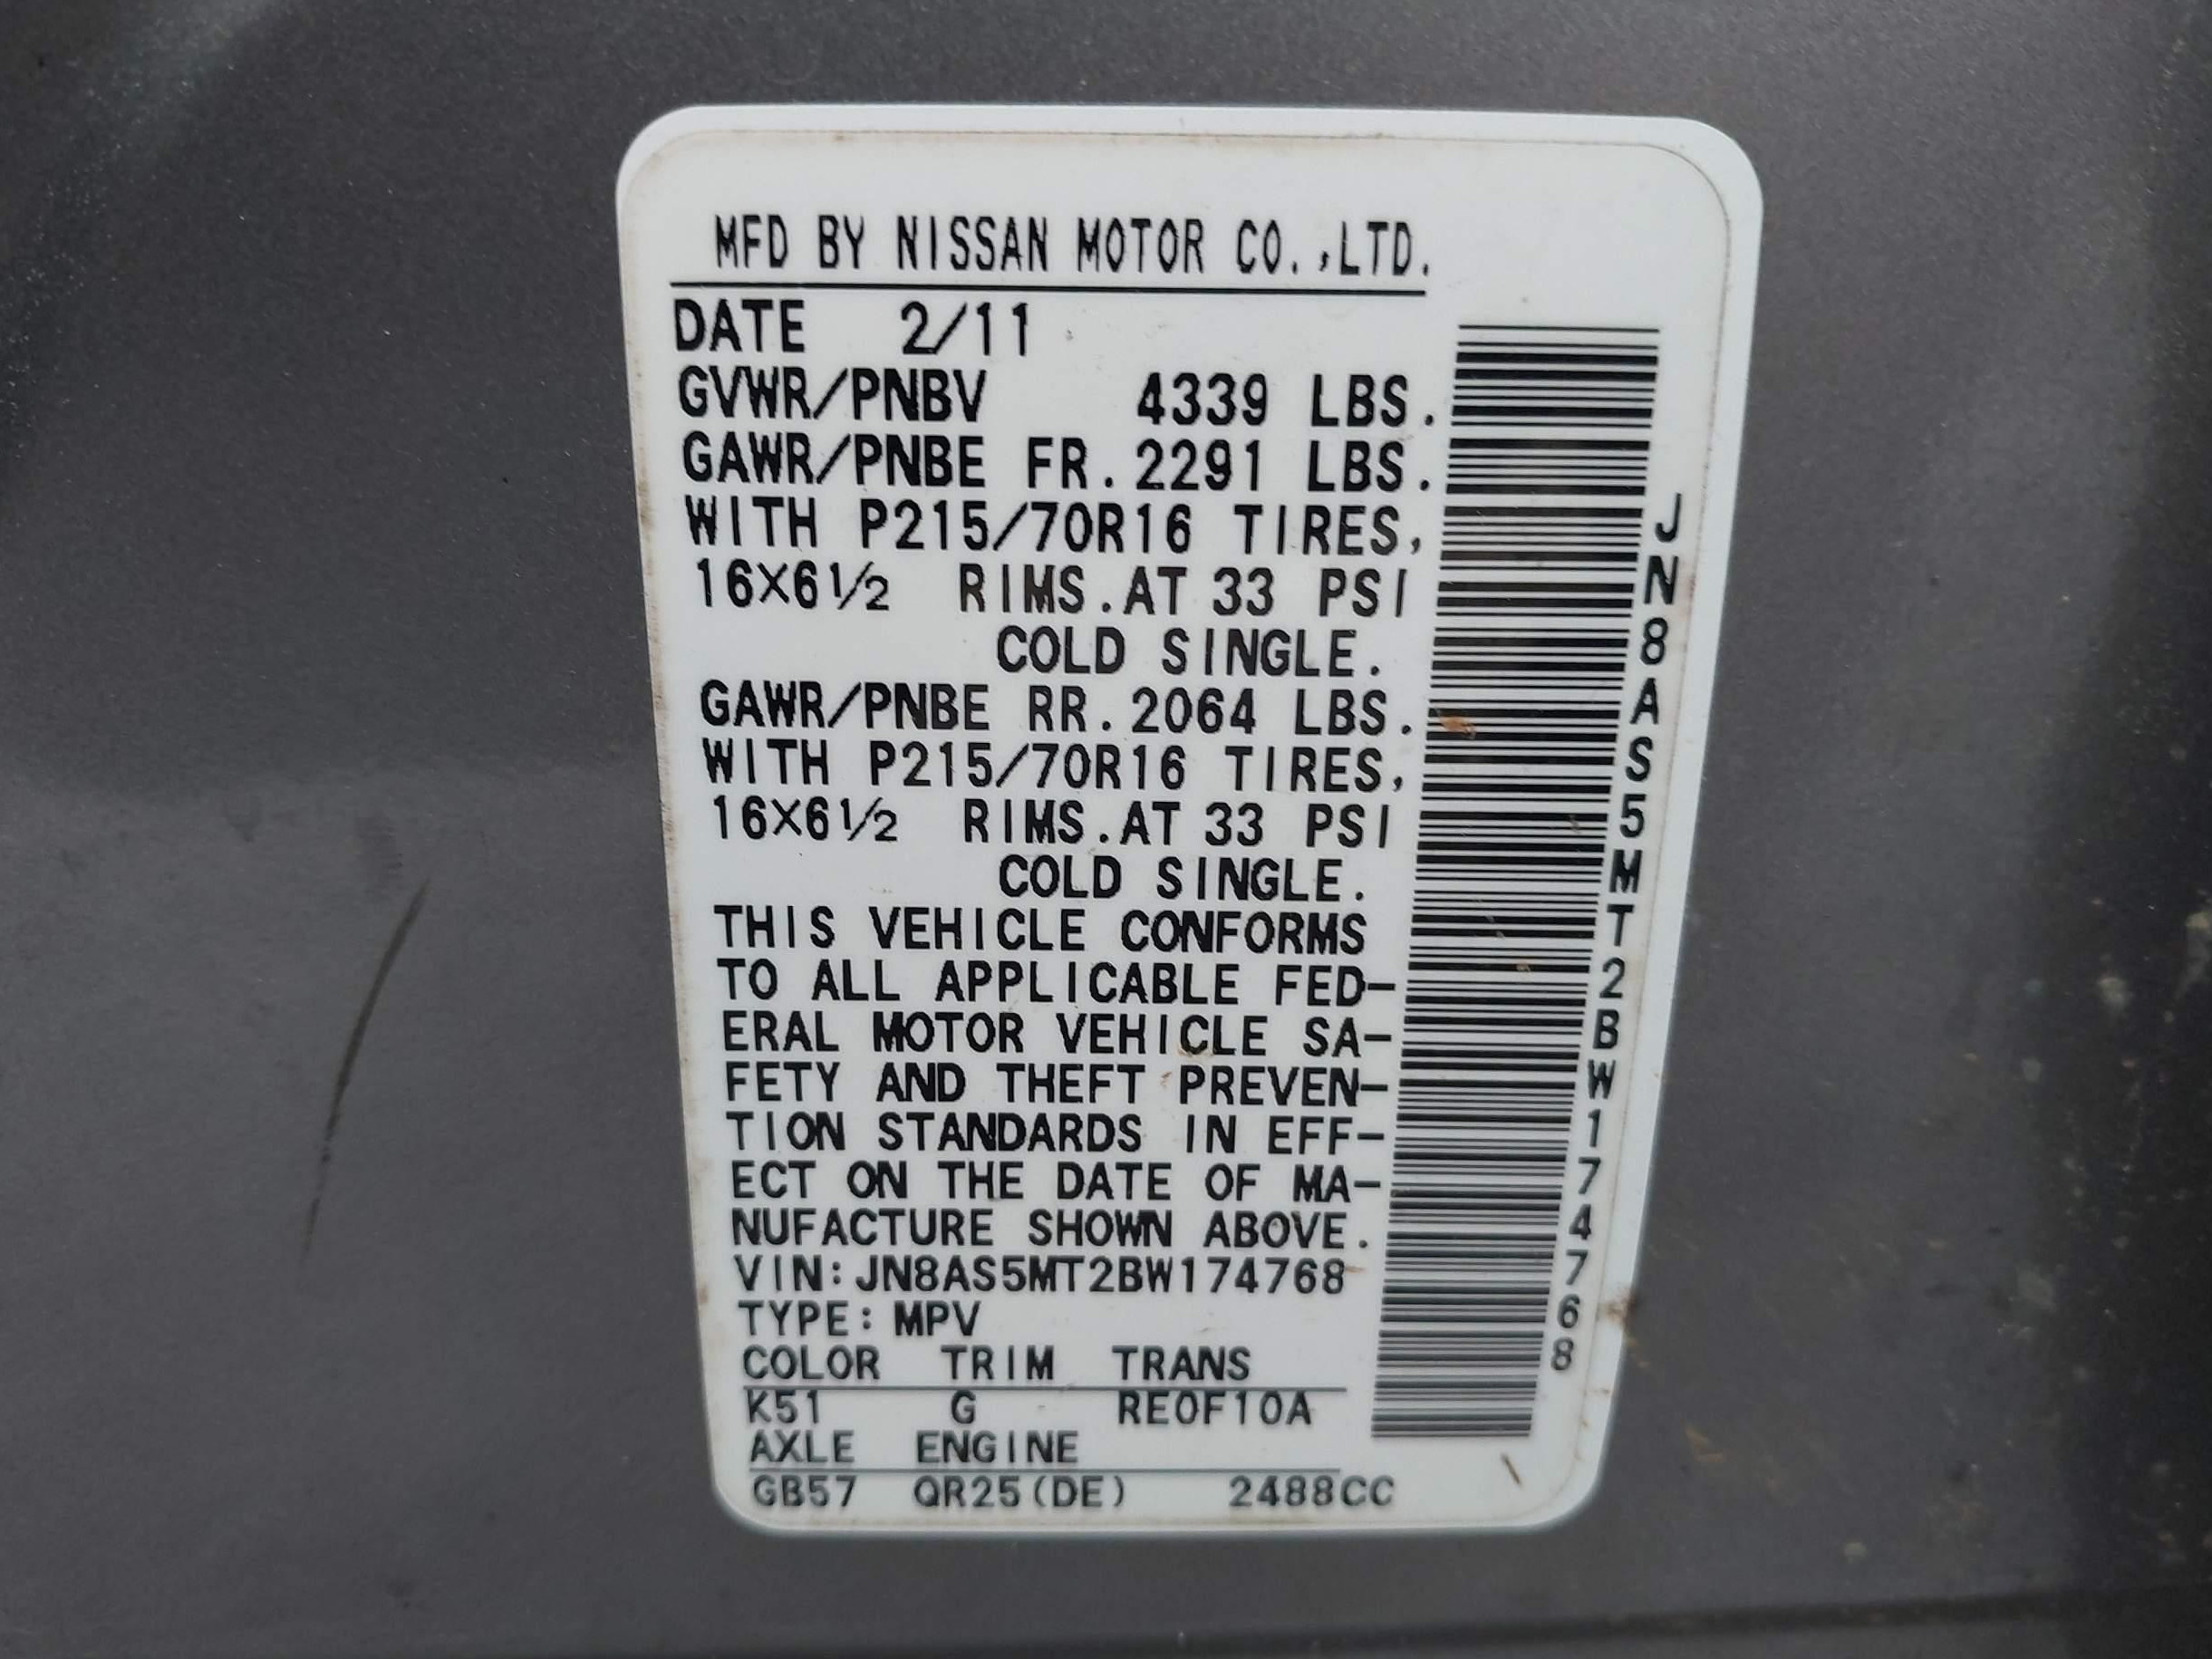 MFD BY NISSAN MOTOR CO.,LTD.
DATE 2/11
GVWR/PNBV 4339 LBS.
GAWR/PNBE FR.2291 LBS.
WITH P215/70R16 TIRES,
16X6½ RIMS.AT 33 PSI
COLD SINGLE.
GAWR/PNBE RR.2064 LBS.
WITH P215/70R16 TIRES,
16X6½ RIMS.AT 33 PSI
COLD SINGLE.
THIS VEHICLE CONFORMS
TO ALL APPLICABLE FED-
ERAL MOTOR VEHICLE SA-
FETY AND THEFT PREVEN-
TION STANDARDS IN EFF-
ECT ON THE DATE OF MA-
NUFACTURE SHOWN ABOVE.
VIN:JN8AS5MT2BW174768
TYPE:MPV
COLOR TRIM TRANS
K51 G RE0F10A
AXLE ENGINE
GB57 QR25(DE) 2488CC
JN8AS5MT2BW174768